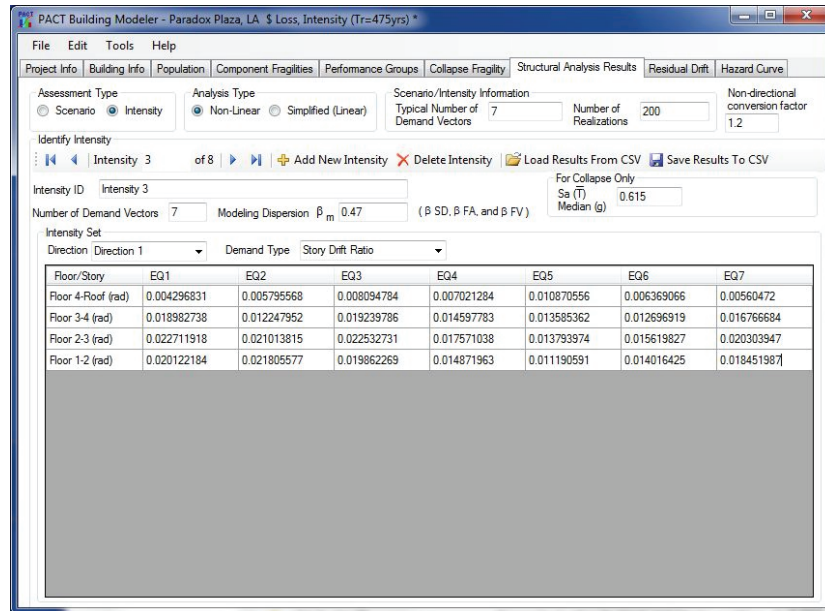 PACT Building Modeler - Paradox Plaza, LA $ Loss, Intensity (Tr=475yrs) *
File Edit Tools Help
Project Info Building Info Population Component Fragilities Performance Groups Collapse Fragility Structural Analysis Results Residual Drift Hazard Curve
Assessment Type
Scenario Intensity
Analysis Type
Non-Linear Simplified (Linear)
Scenario/Intensity Information
Typical Number of Demand Vectors 7
Number of Realizations 200
Non-directional
conversion factor
1.2
Identify Intensity
Intensity 3 of 8 Add New Intensity Delete Intensity Load Results From CSV Save Results To CSV
Intensity ID Intensity 3
For Collapse Only
Sa (T̅) Median (g) 0.615
Number of Demand Vectors 7 Modeling Dispersion β m 0.47 (β SD, β FA, and β FV)
Intensity Set
Direction Direction 1 Demand Type Story Drift Ratio
Floor/Story EQ1 EQ2 EQ3 EQ4 EQ5 EQ6 EQ7
Floor 4-Roof (rad) 0.004296831 0.005795568 0.008094784 0.007021284 0.010870556 0.006369066 0.00560472
Floor 3-4 (rad) 0.018982738 0.012247952 0.019239786 0.014597783 0.013585362 0.012696919 0.016766684
Floor 2-3 (rad) 0.022711918 0.021013815 0.022532731 0.017571038 0.013793974 0.015619827 0.020303947
Floor 1-2 (rad) 0.020122184 0.021805577 0.019862269 0.014871963 0.011190591 0.014016425 0.018451987